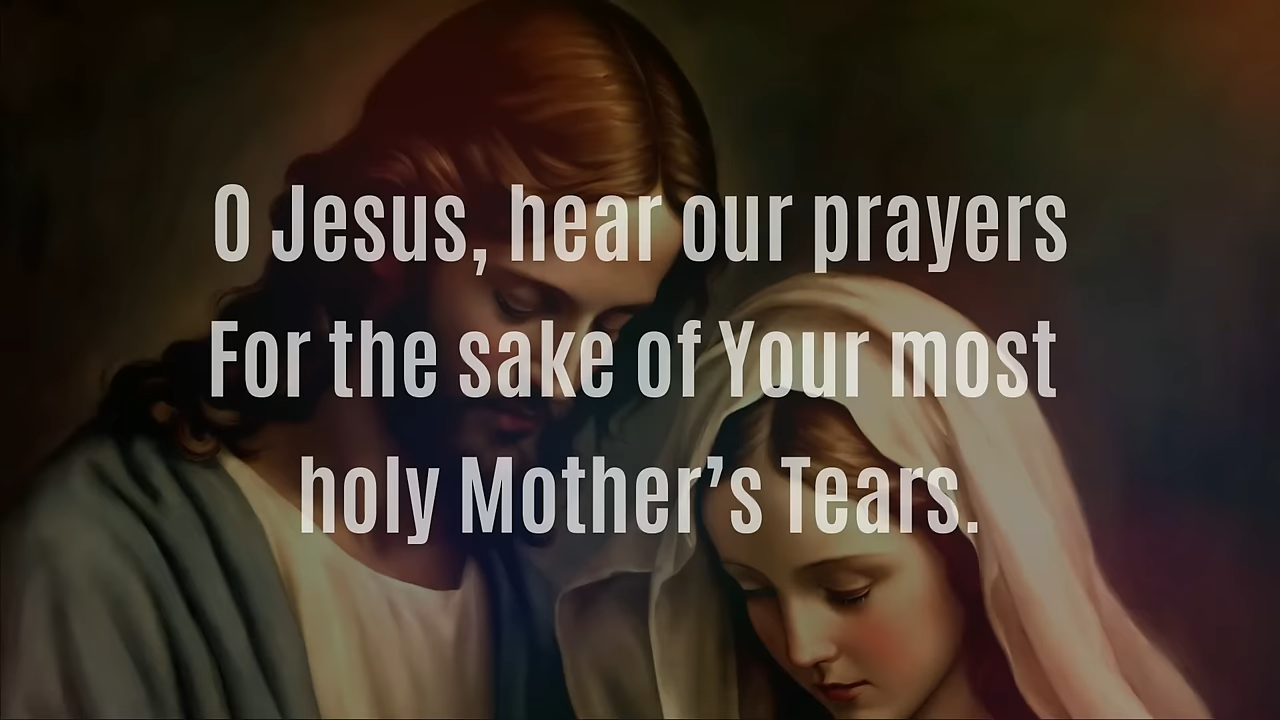 O Jesus, hear our prayers
For the sake of Your most
holy Mother’s Tears.